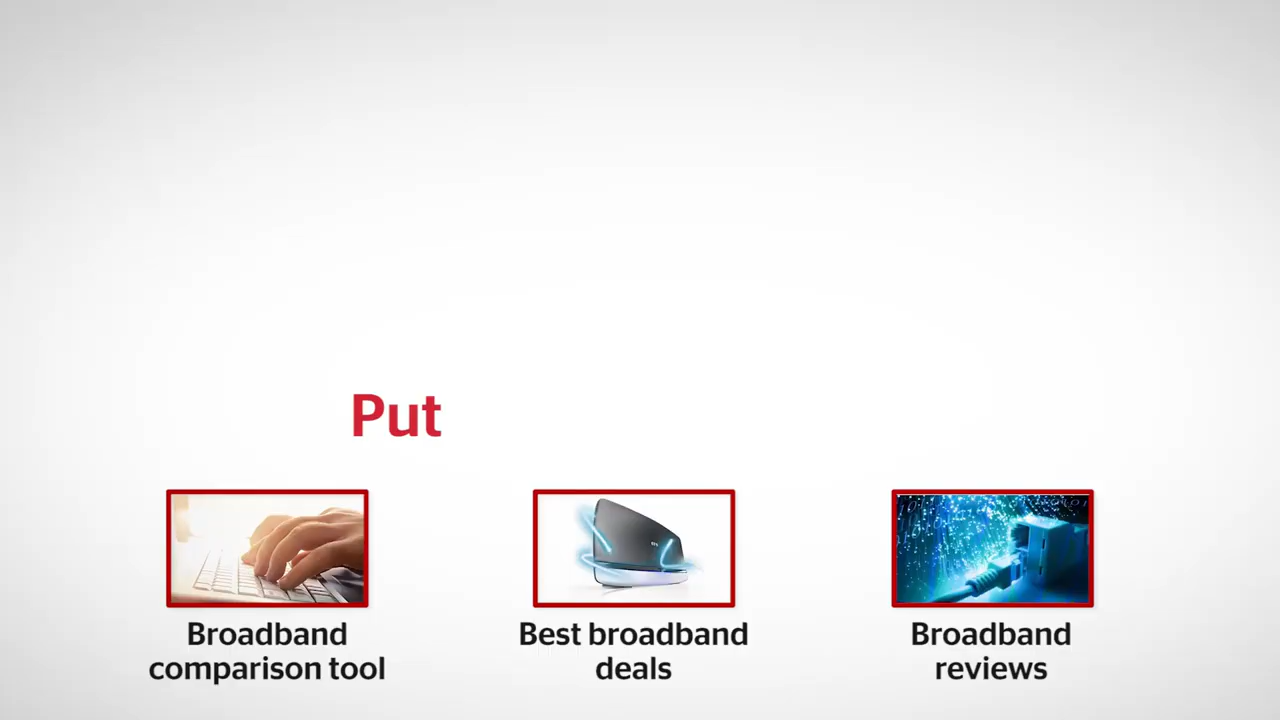 Put
Broadband
comparison tool
Best broadband
deals
Broadband
reviews